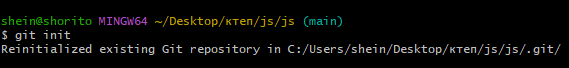 shein@shorito MINGW64 ~/Desktop/ктеп/js/js (main)
$ git init
Reinitialized existing Git repository in C:/Users/shein/Desktop/ктеп/js/js/.git/